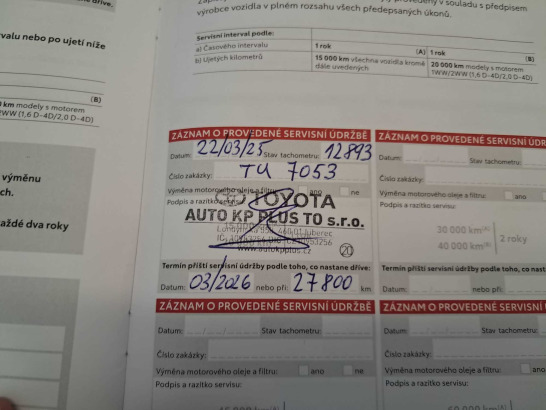 výrobce vozidla v plném rozsahu všech předepsaných úkonů.
valu nebo po ujetí níže
Servisní interval podle:
a) Časového intervalu 1 rok (A) 1 rok (B)
b) Ujetých kilometrů 15 000 km všechna vozidla kromě dále uvedených 20 000 km modely s motorem 1WW/2WW (1,6 D-4D/2,0 D-4D)
(B)
km modely s motorem
2WW (1,6 D-4D/2,0 D-4D)
výměnu
ch.
aždé dva roky
ZÁZNAM O PROVEDENÉ SERVISNÍ ÚDRŽBĚ
Datum: 22/03/25 Stav tachometru: 12893
Číslo zakázky: TU 7053
Výměna motorového oleje a filtru: ano ne
Podpis a razítko servisu:
TOYOTA
AUTO KP PLUS TO s.r.o.
www.autokpplus.cz
20
Termín příští servisní údržby podle toho, co nastane dříve:
Datum: 03/2026 nebo při: 27800 km
ZÁZNAM O PROVEDENÉ SERVISNÍ
Datum: Stav tachometru:
Číslo zakázky:
Výměna motorového oleje a filtru: ano
Podpis a razítko servisu:
30 000 km
40 000 km
2 roky
Termín příští servisní údržby podle toho, co nastane
Datum: nebo při:
ZÁZNAM O PROVEDENÉ SERVISNÍ ÚDRŽBĚ
Datum: Stav tachometru:
Číslo zakázky:
Výměna motorového oleje a filtru: ano ne
Podpis a razítko servisu:
ZÁZNAM O PROVEDENÉ SERVISNÍ
Datum: Stav tachometru:
Číslo zakázky:
Výměna motorového oleje a filtru: ano
Podpis a razítko servisu: